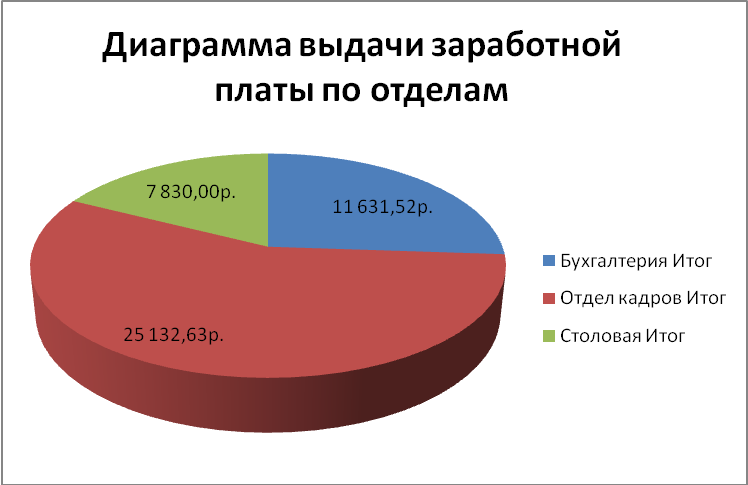 Диаграмма выдачи заработной
платы по отделам
7 830,00р.
11 631,52р.
25 132,63р.
Бухгалтерия Итог
Отдел кадров Итог
Столовая Итог